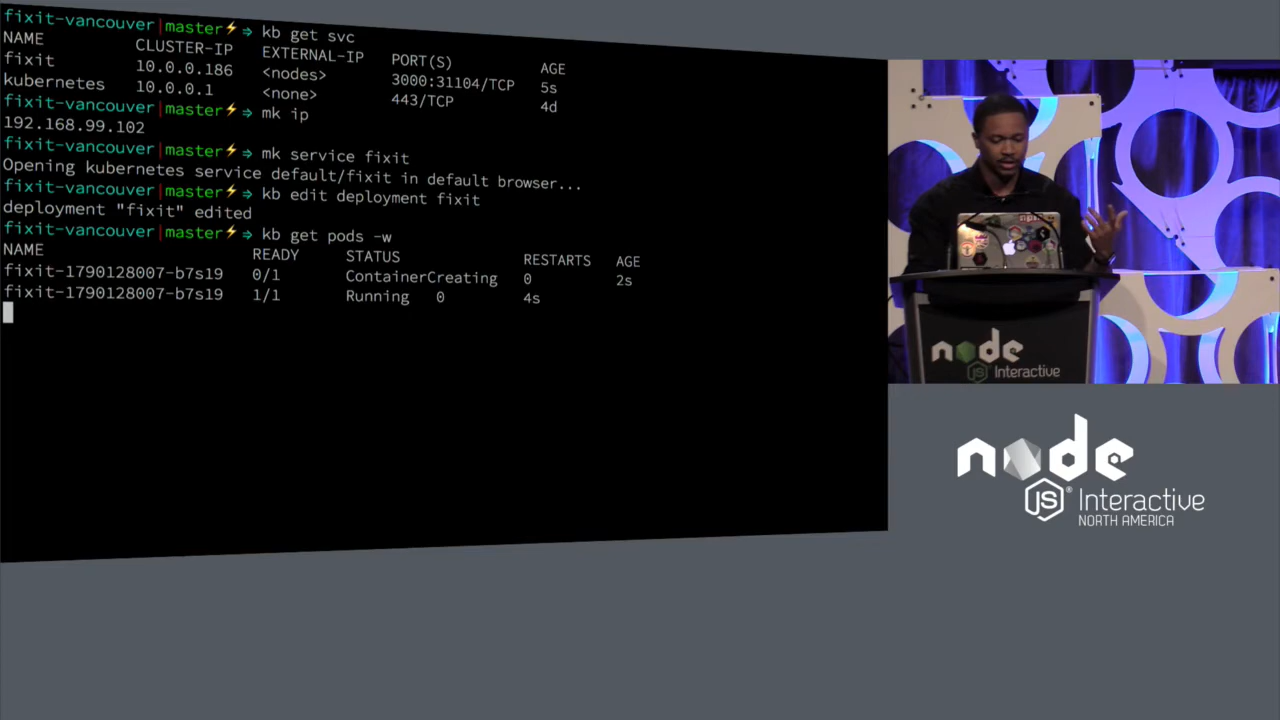 fixit-vancouver|master⚡ ⇒ kb get svc
NAME CLUSTER-IP EXTERNAL-IP PORT(S) AGE
fixit 10.0.0.186 <nodes> 3000:31104/TCP 5s
kubernetes 10.0.0.1 <none> 443/TCP 4d
fixit-vancouver|master⚡ ⇒ mk ip
192.168.99.102
fixit-vancouver|master⚡ ⇒ mk service fixit
Opening kubernetes service default/fixit in default browser...
fixit-vancouver|master⚡ ⇒ kb edit deployment fixit
deployment "fixit" edited
fixit-vancouver|master⚡ ⇒ kb get pods -w
NAME READY STATUS RESTARTS AGE
fixit-1790128007-b7s19 0/1 ContainerCreating 0 2s
fixit-1790128007-b7s19 1/1 Running 0 4s
node
JS Interactive
node
JS® Interactive
NORTH AMERICA